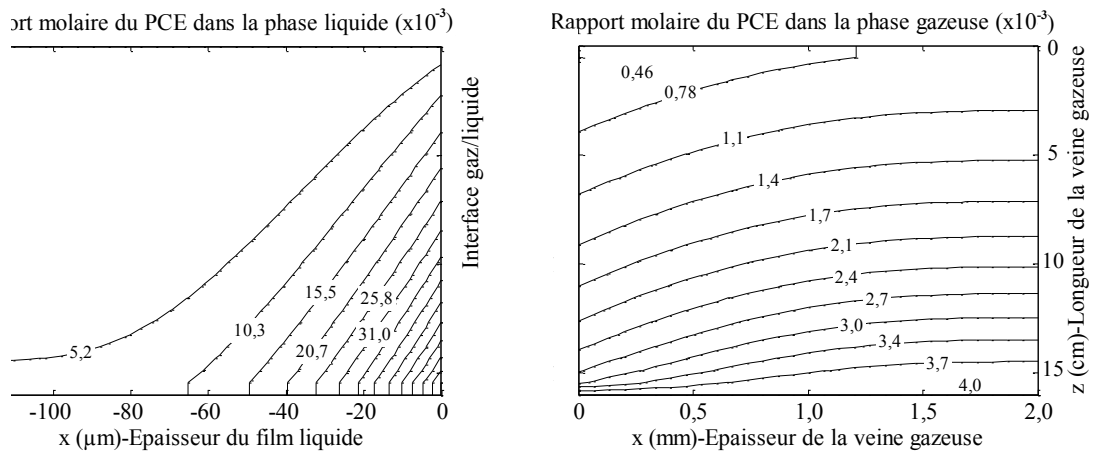 ort molaire du PCE dans la phase liquide (x10⁻³)
5,2
10,3
15,5
20,7
25,8
31,0
-100 -80 -60 -40 -20 0
x (µm)-Epaisseur du film liquide
Interface gaz/liquide
Rapport molaire du PCE dans la phase gazeuse (x10⁻³)
0,46
0,78
1,1
1,4
1,7
2,1
2,4
2,7
3,0
3,4
3,7
4,0
0
5
10
15
0 0,5 1,0 1,5 2,0
x (mm)-Epaisseur de la veine gazeuse
z (cm)-Longueur de la veine gazeuse